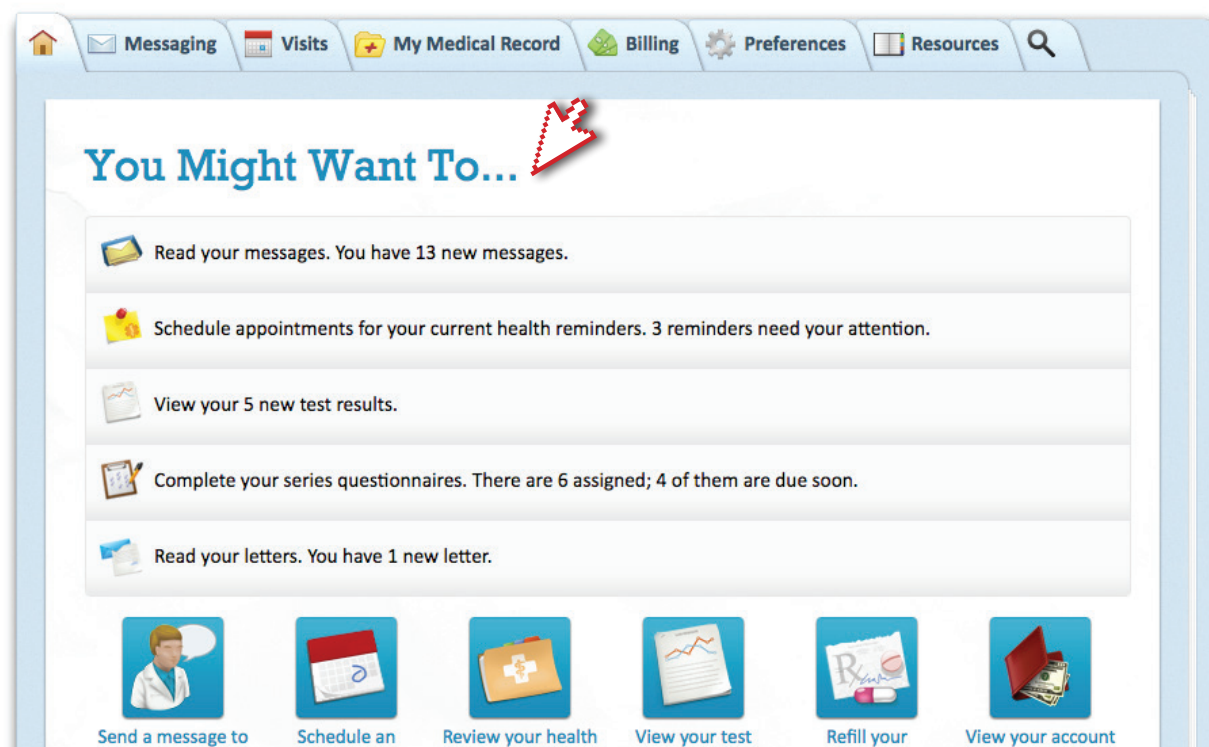 Messaging Visits My Medical Record Billing Preferences Resources
You Might Want To...
Read your messages. You have 13 new messages.
Schedule appointments for your current health reminders. 3 reminders need your attention.
View your 5 new test results.
Complete your series questionnaires. There are 6 assigned; 4 of them are due soon.
Read your letters. You have 1 new letter.
Send a message to Schedule an Review your health View your test Refill your View your account